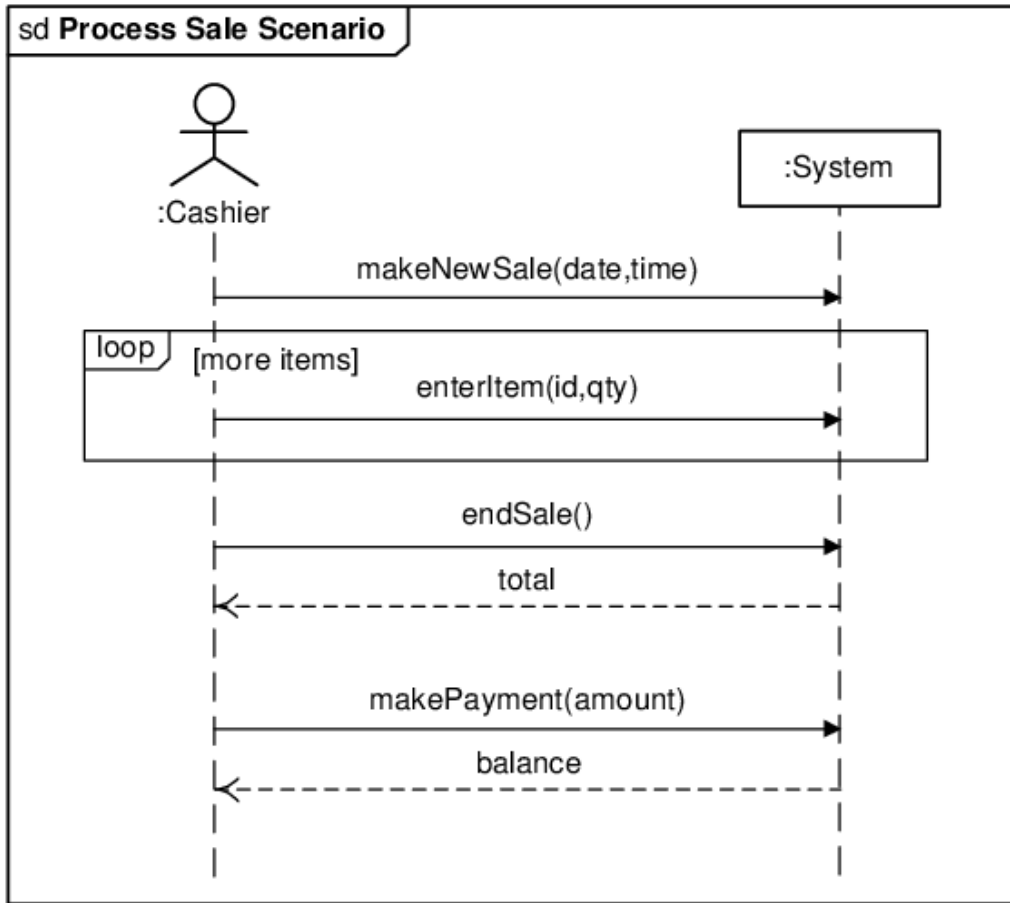 sd Process Sale Scenario
:System
:Cashier
makeNewSale(date,time)
loop
[more items]
enterItem(id,qty)
endSale()
total
makePayment(amount)
balance